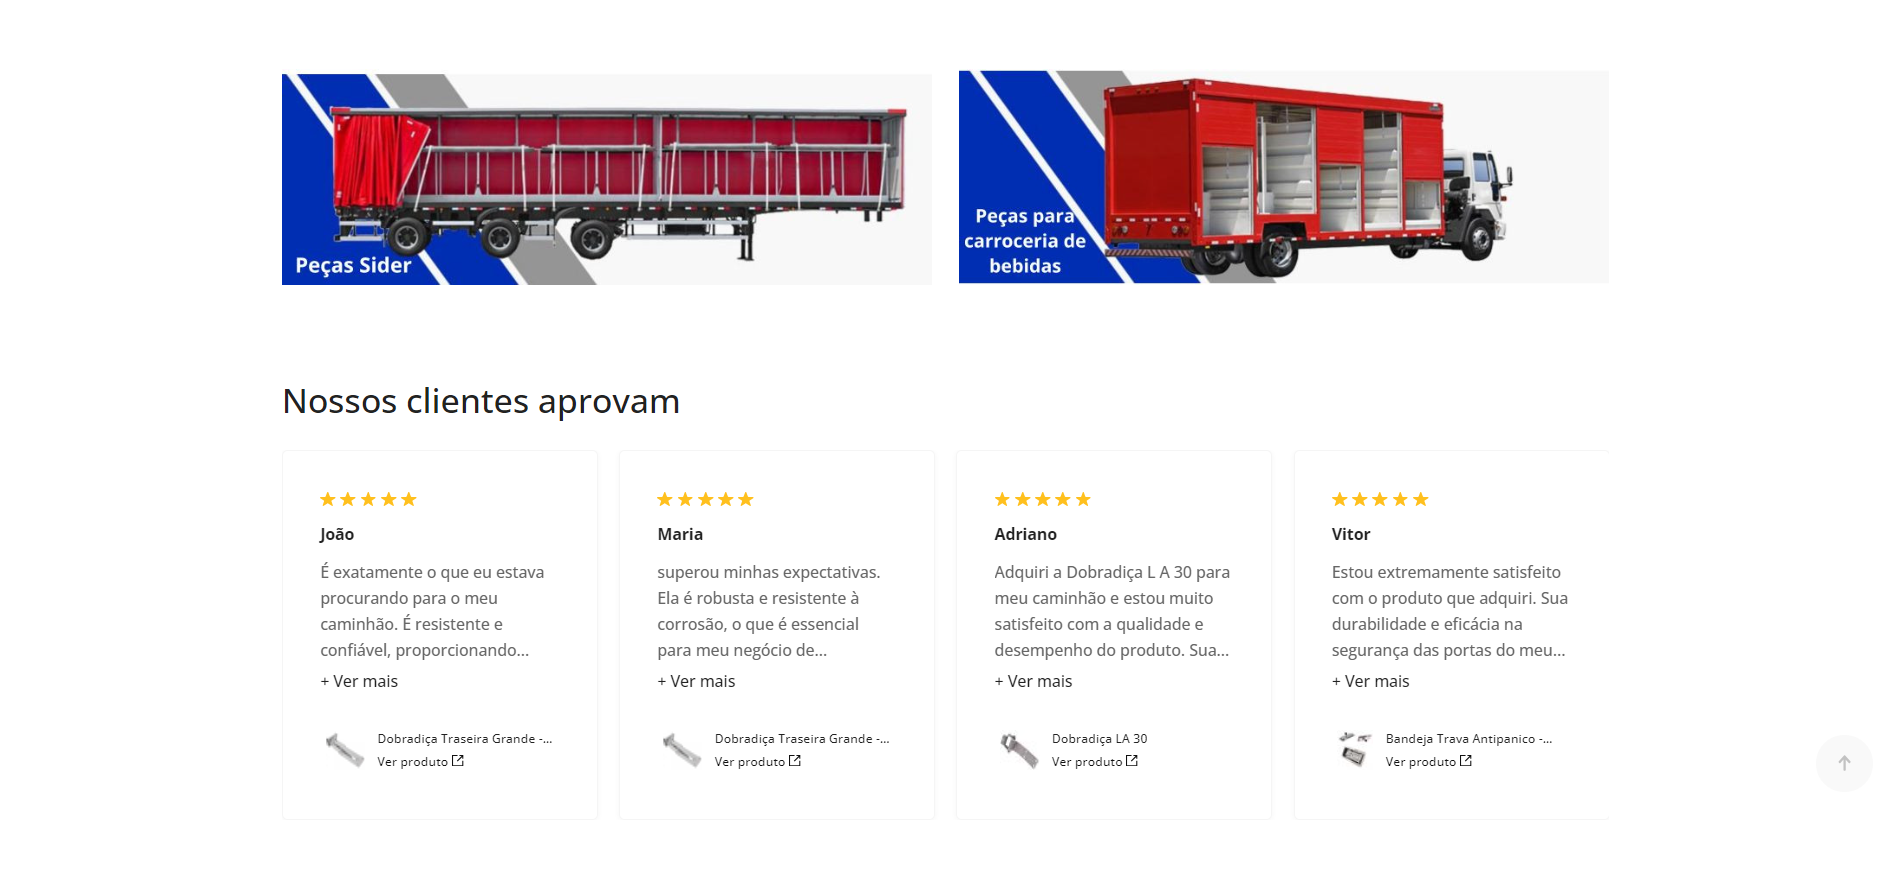 Peças Sider
Peças para
carroceria de
bebidas
Nossos clientes aprovam
João
É exatamente o que eu estava
procurando para o meu
caminhão. É resistente e
confiável, proporcionando...
+ Ver mais
Dobradiça Traseira Grande -...
Ver produto
Maria
superou minhas expectativas.
Ela é robusta e resistente à
corrosão, o que é essencial
para meu negócio de...
+ Ver mais
Dobradiça Traseira Grande -...
Ver produto
Adriano
Adquiri a Dobradiça L A 30 para
meu caminhão e estou muito
satisfeito com a qualidade e
desempenho do produto. Sua...
+ Ver mais
Dobradiça LA 30
Ver produto
Vitor
Estou extremamente satisfeito
com o produto que adquiri. Sua
durabilidade e eficácia na
segurança das portas do meu...
+ Ver mais
Bandeja Trava Antipanico -...
Ver produto